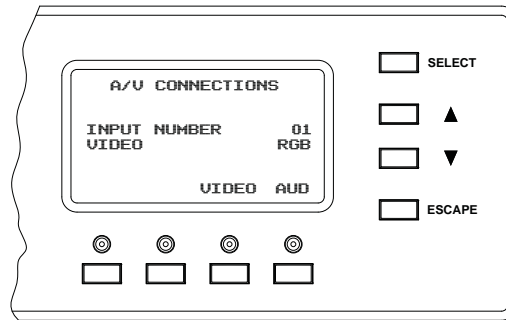 A/V CONNECTIONS
INPUT NUMBER 01
VIDEO RGB
VIDEO AUD
SELECT
▲
▼
ESCAPE